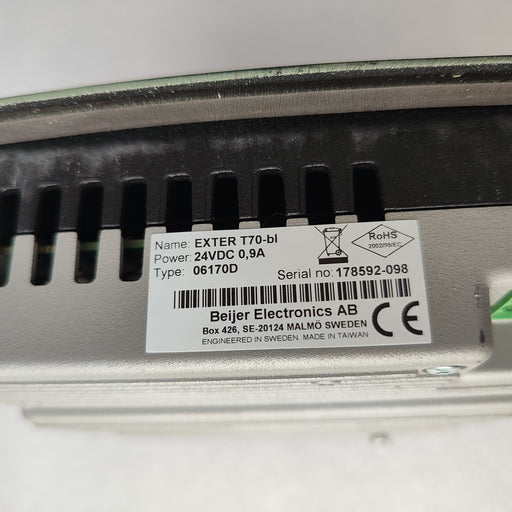 Name: EXTER T70-bl
Power: 24VDC 0,9A
Type: 06170D
Serial no: 178592-098
RoHS
2002/95/EC
Beijer Electronics AB
Box 426, SE-20124 MALMÖ SWEDEN
ENGINEERED IN SWEDEN. MADE IN TAIWAN
CE